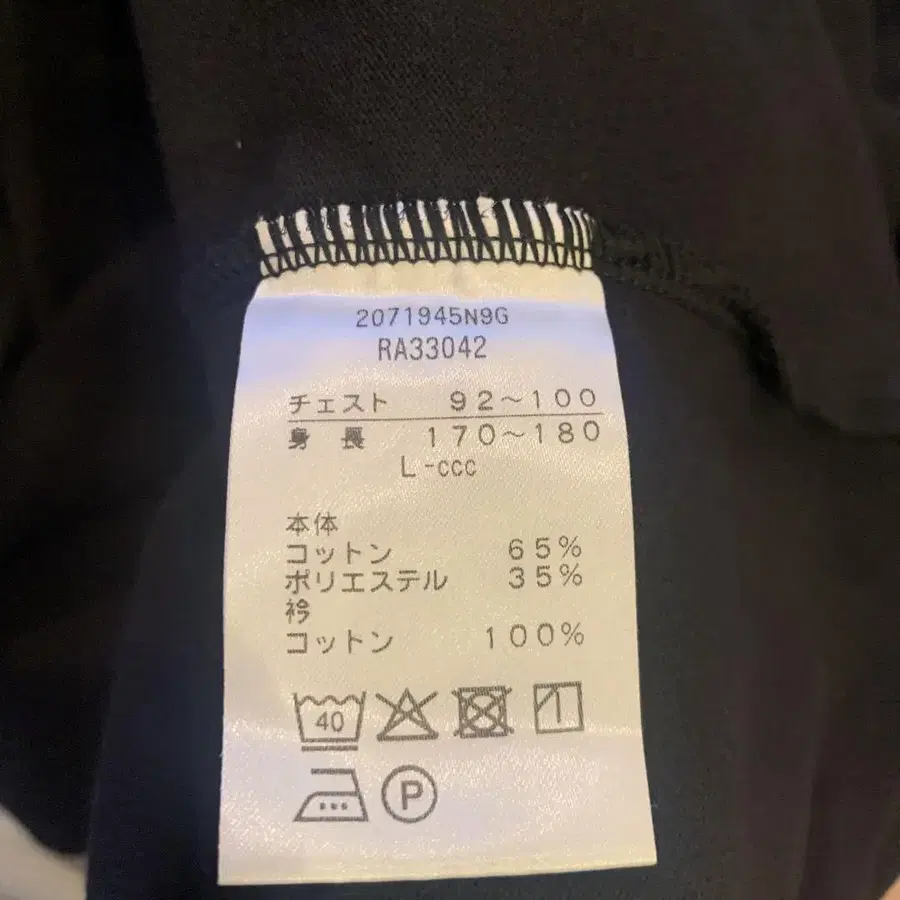 2071945N9G
RA33042
チェスト 92～100
身長 170～180
L-ccc
本体
コットン 65%
ポリエステル 35%
衿
コットン 100%
40
P